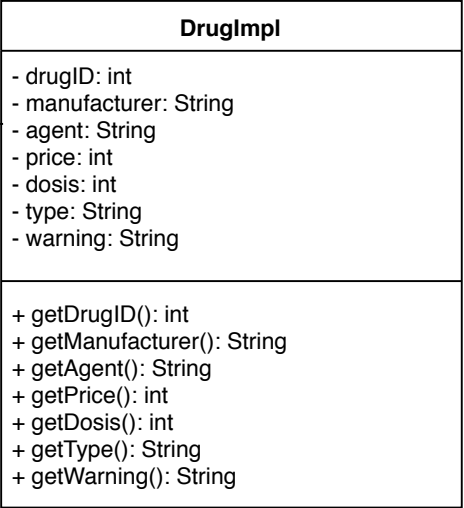 DrugImpl
- drugID: int
- manufacturer: String
- agent: String
- price: int
- dosis: int
- type: String
- warning: String
+ getDrugID(): int
+ getManufacturer(): String
+ getAgent(): String
+ getPrice(): int
+ getDosis(): int
+ getType(): String
+ getWarning(): String